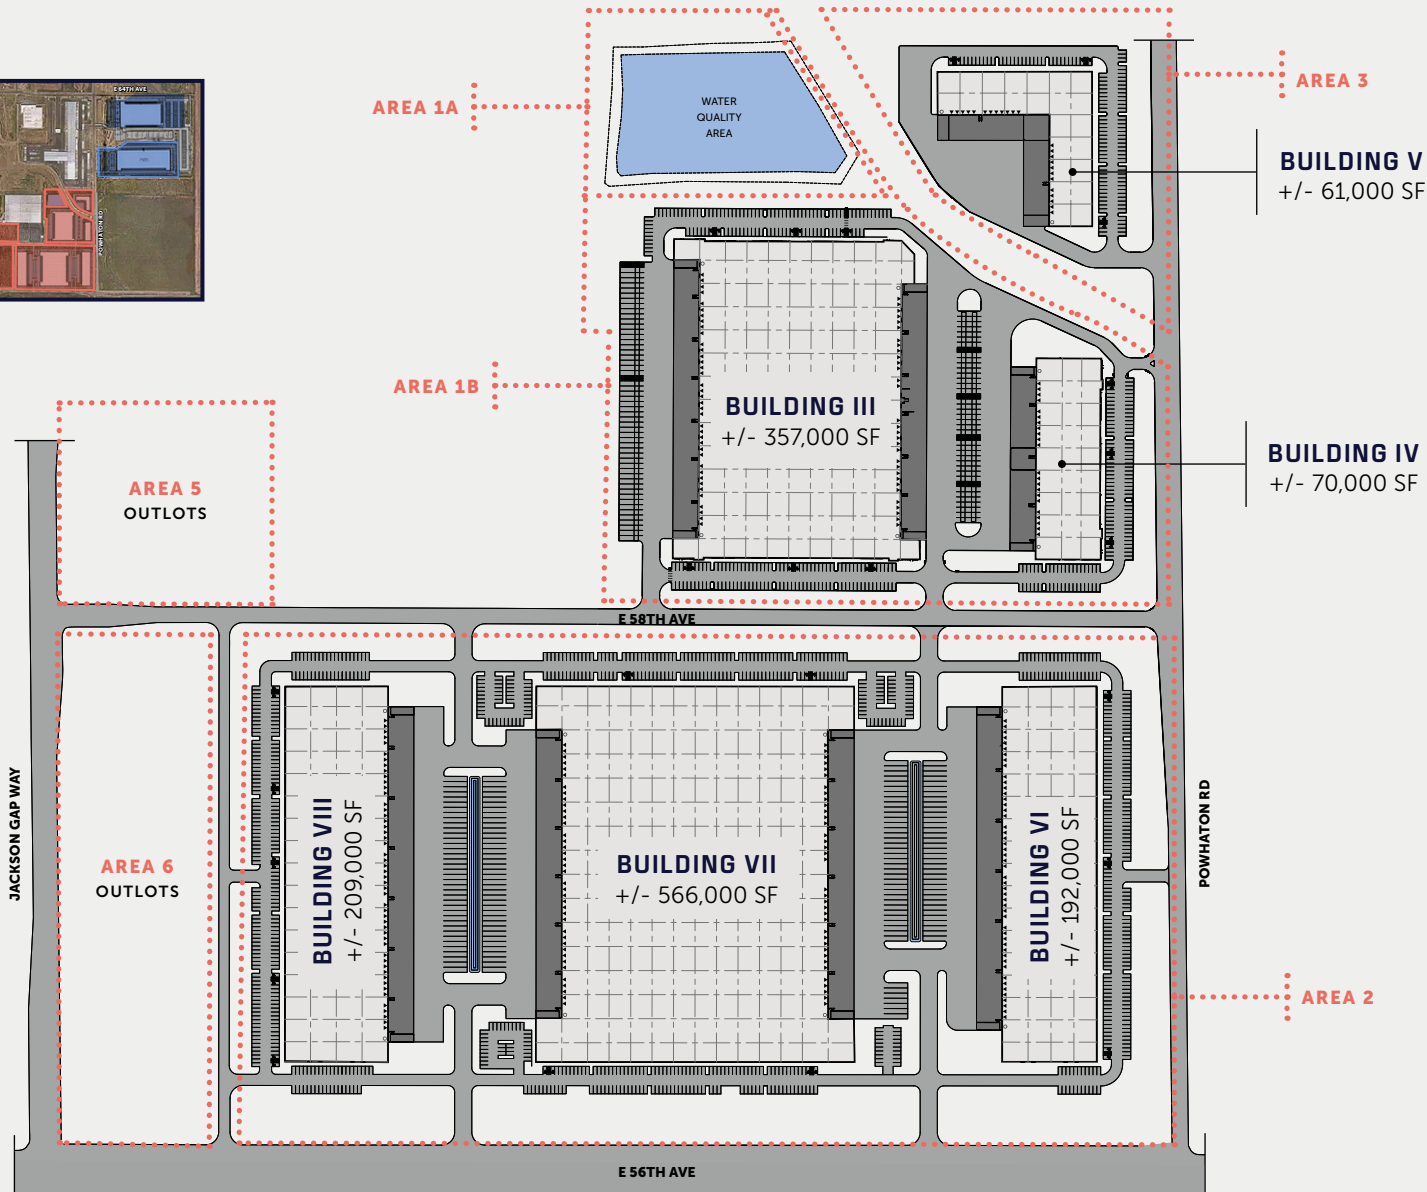 E 64TH AVE
POWHATON RD
AREA 1A
WATER
QUALITY
AREA
AREA 3
BUILDING V
+/- 61,000 SF
AREA 1B
BUILDING III
+/- 357,000 SF
BUILDING IV
+/- 70,000 SF
AREA 5
OUTLOTS
E 58TH AVE
JACKSON GAP WAY
AREA 6
OUTLOTS
BUILDING VIII
+/- 209,000 SF
BUILDING VII
+/- 566,000 SF
BUILDING VI
+/- 192,000 SF
POWHATON RD
AREA 2
E 56TH AVE